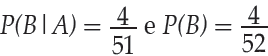 P(B|A) = 4/51 e P(B) = 4/52